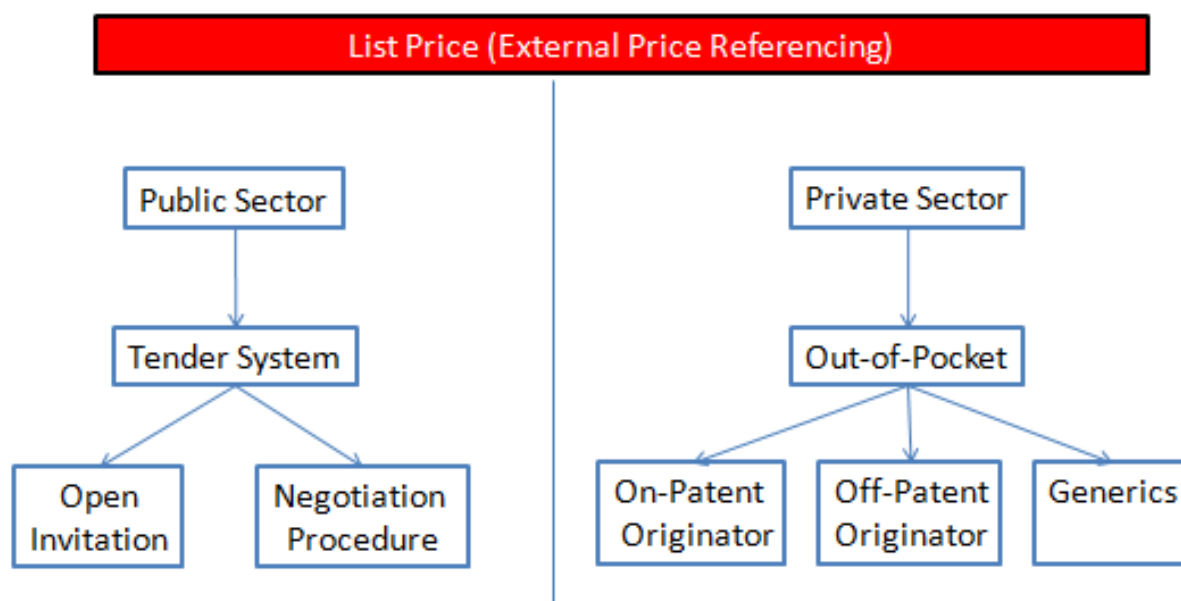 List Price (External Price Referencing)
Public Sector
Private Sector
Tender System
Out-of-Pocket
Open
Invitation
Negotiation
Procedure
On-Patent
Originator
Off-Patent
Originator
Generics